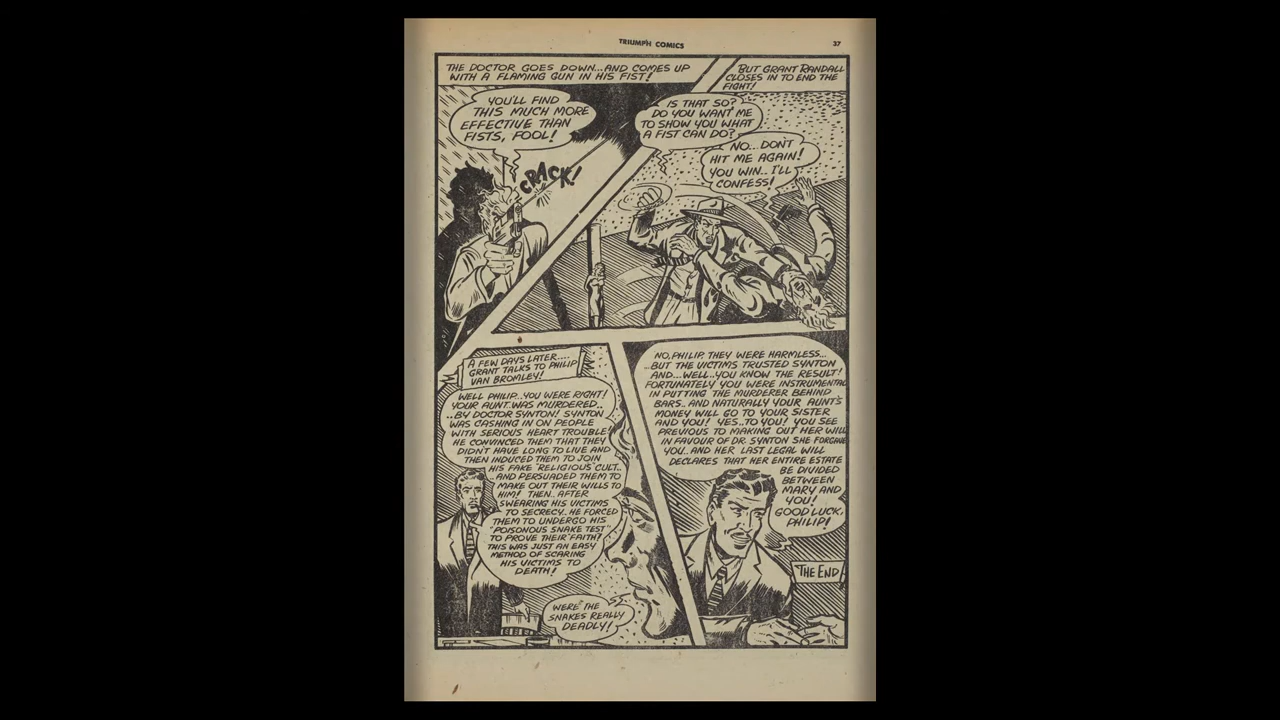 TRIUMPH COMICS
37
THE DOCTOR GOES DOWN...AND COMES UP
WITH A FLAMING GUN IN HIS FIST!
YOU'LL FIND
THIS MUCH MORE
EFFECTIVE THAN
FISTS, FOOL!
CRACK!
BUT GRANT RANDALL
CLOSES IN TO END THE
FIGHT!
IS THAT SO?
DO YOU WANT ME
TO SHOW YOU WHAT
A FIST CAN DO?
NO... DON'T
HIT ME AGAIN!
YOU WIN.. I'LL
CONFESS!
A FEW DAYS LATER....
GRANT TALKS TO PHILIP
VAN BROMLEY!
WELL PHILIP..YOU WERE RIGHT!
YOUR AUNT WAS MURDERED..
..BY DOCTOR SYNTON! SYNTON
WAS CASHING IN ON PEOPLE
WITH SERIOUS HEART TROUBLE
HE CONVINCED THEM THAT THEY
DIDN'T HAVE LONG TO LIVE AND
THEN INDUCED THEM TO JOIN
HIS FAKE "RELIGIOUS" CULT..
..AND PERSUADED THEM TO
MAKE OUT THEIR WILLS TO
HIM! THEN.. AFTER
SWEARING HIS VICTIMS
TO SECRECY.. HE FORCED
THEM TO UNDERGO HIS
"POISONOUS SNAKE TEST"
TO PROVE THEIR FAITH!
THIS WAS JUST AN EASY
METHOD OF SCARING
HIS VICTIMS TO
DEATH!
WERE THE
SNAKES REALLY
DEADLY!
NO, PHILIP, THEY WERE HARMLESS...
..BUT THE VICTIMS TRUSTED SYNTON
AND...WELL..YOU KNOW THE RESULT!
FORTUNATELY YOU WERE INSTRUMENTAL
IN PUTTING THE MURDERER BEHIND
BARS.. AND NATURALLY YOUR AUNT'S
MONEY WILL GO TO YOUR SISTER
AND YOU! YES..TO YOU! YOU SEE
PREVIOUS TO MAKING OUT HER WILL
IN FAVOUR OF DR. SYNTON SHE FORGAVE
YOU.. AND HER LAST LEGAL WILL
DECLARES THAT HER ENTIRE ESTATE
BE DIVIDED
BETWEEN
MARY AND
YOU!
GOOD LUCK,
PHILIP!
THE END